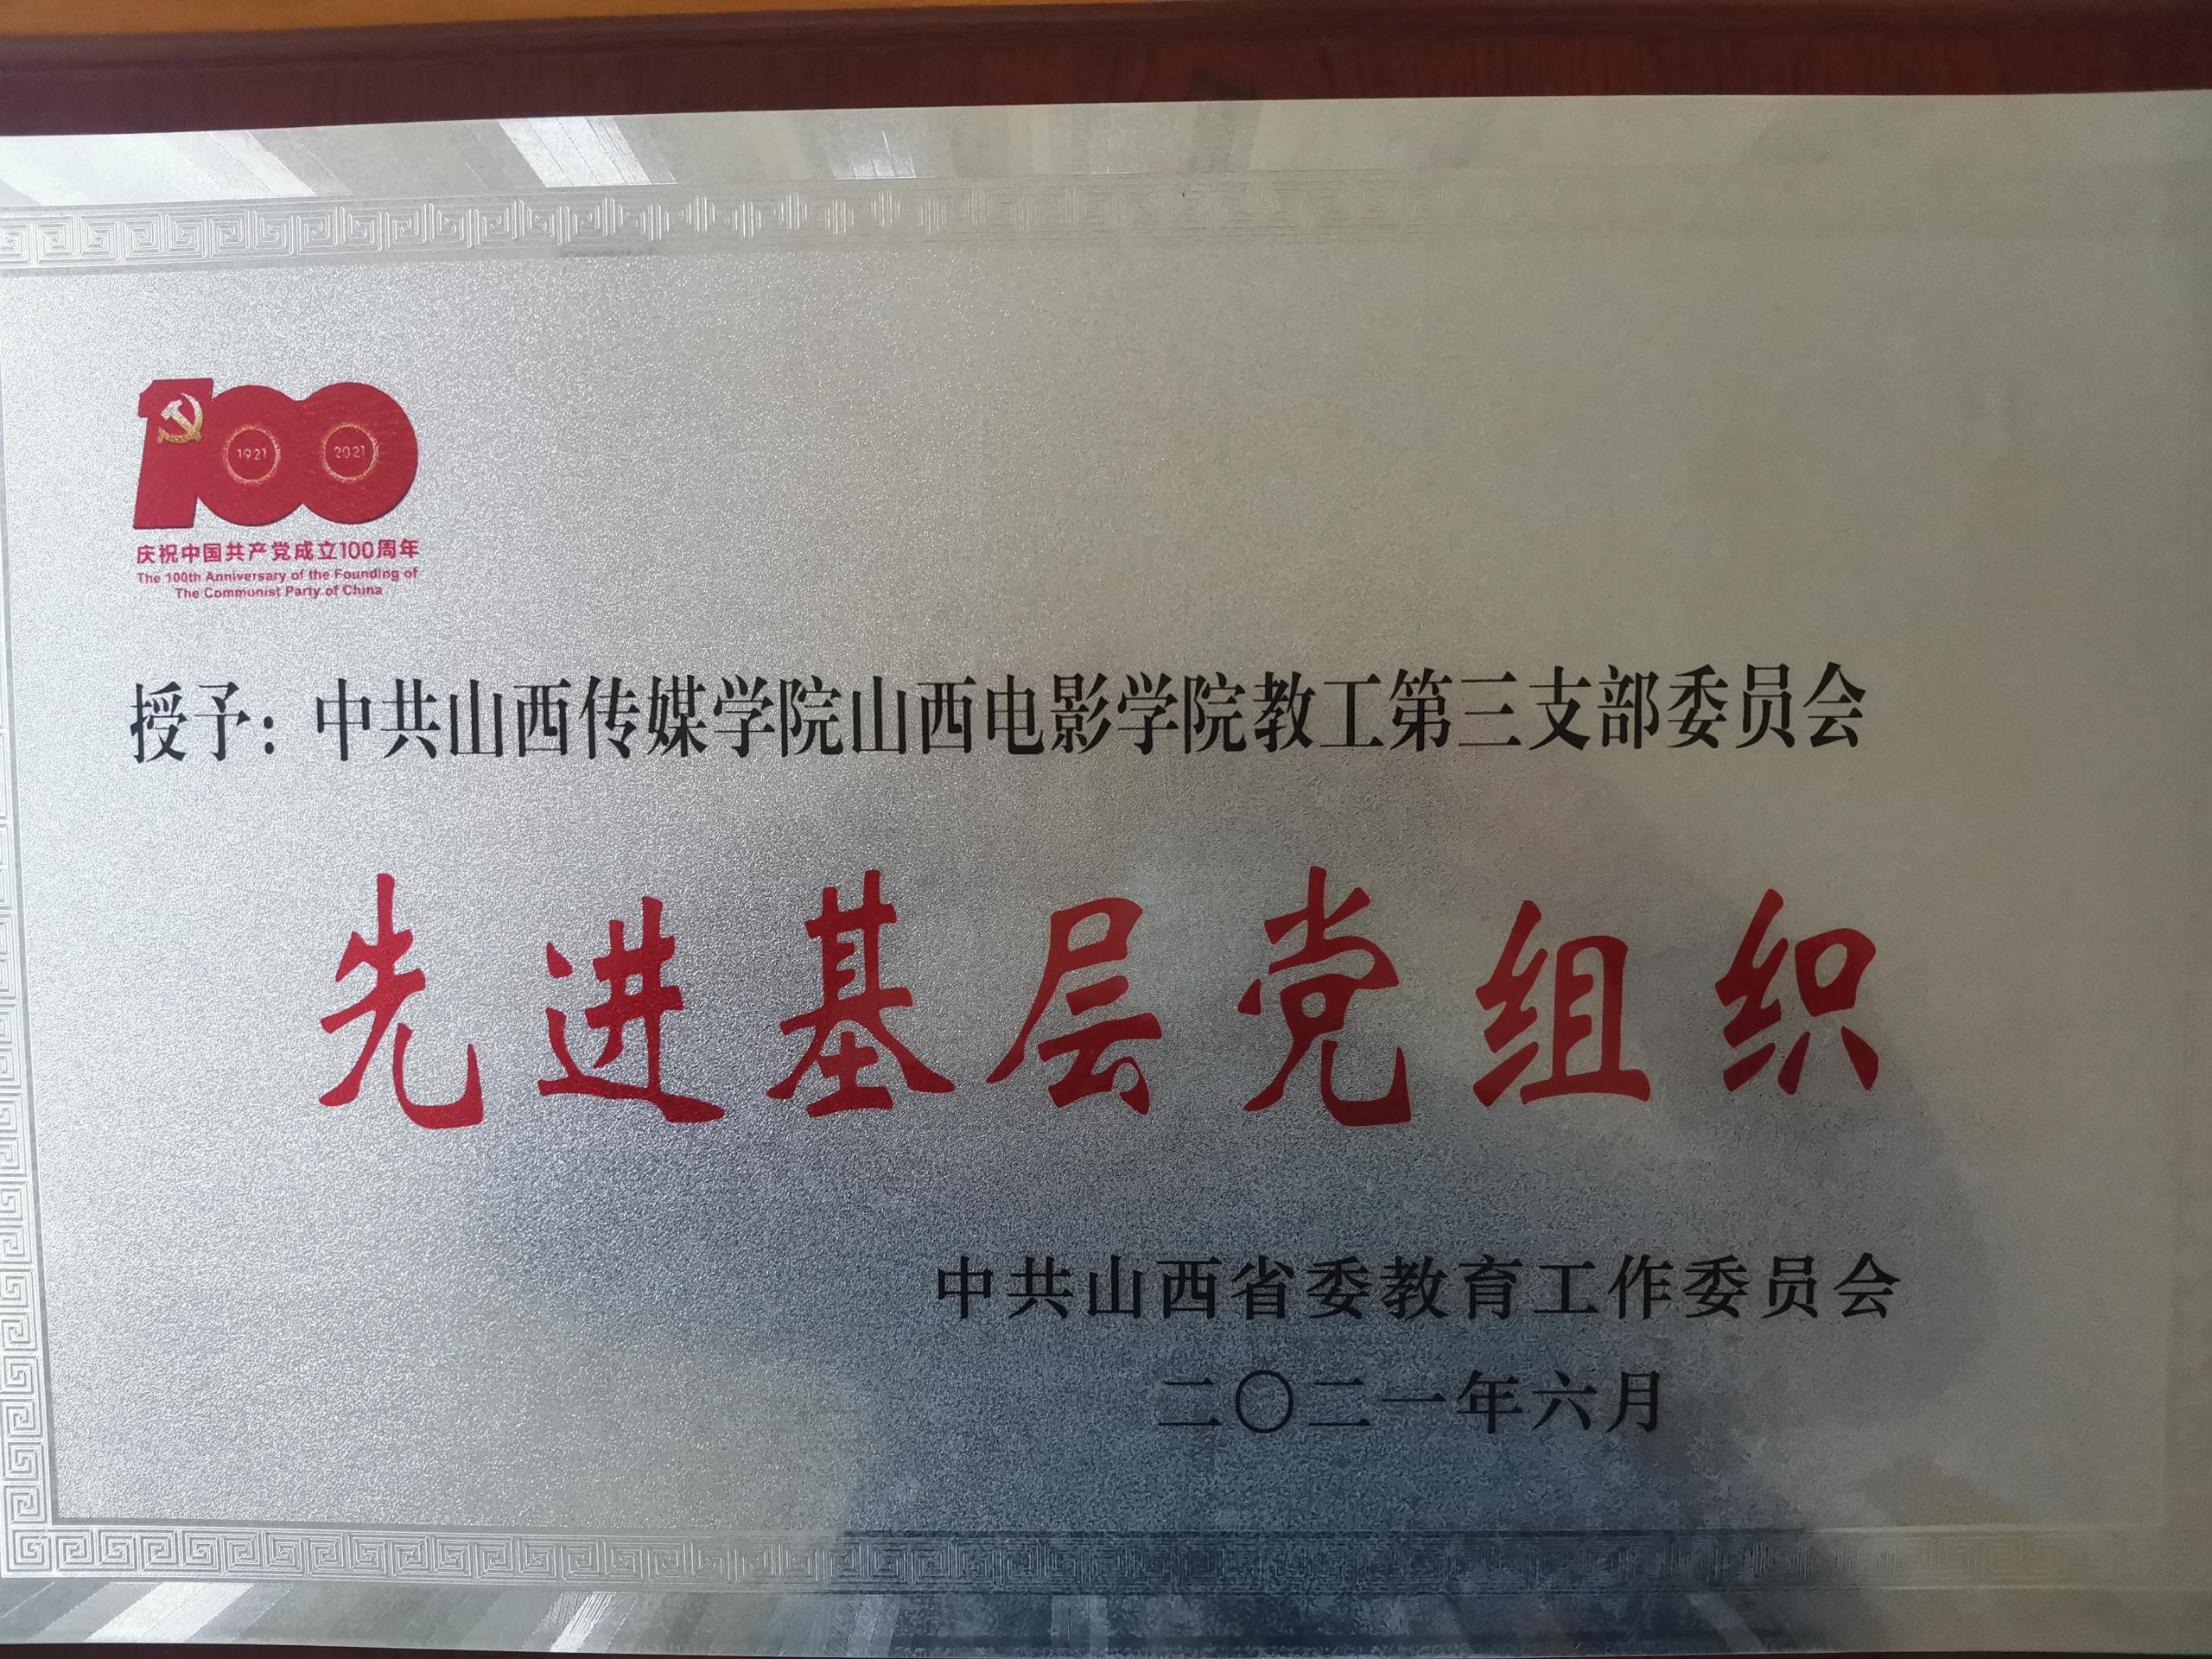 100
1921 2021
庆祝中国共产党成立100周年
The 100th Anniversary of the Founding of
The Communist Party of China
授予：中共山西传媒学院山西电影学院教工第三支部委员会
先进基层党组织
中共山西省委教育工作委员会
二〇二一年六月